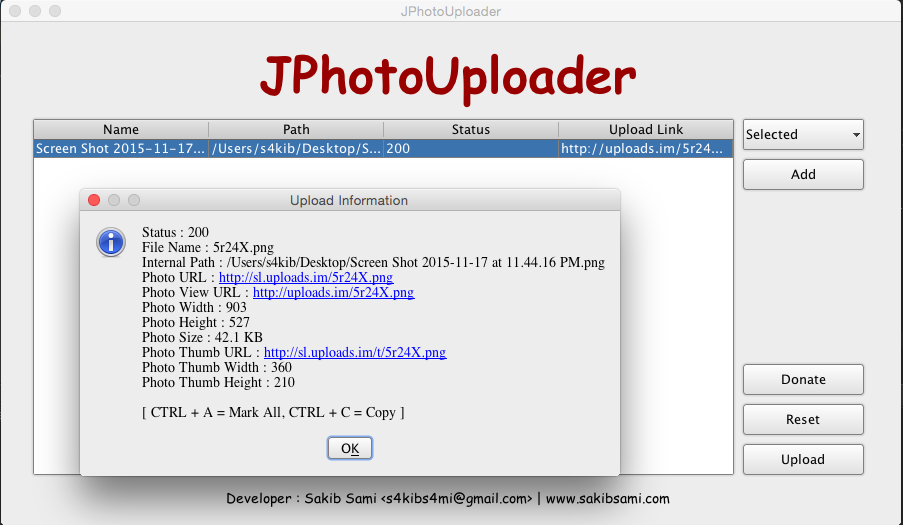 JPhotoUploader
JPhotoUploader
Name Path Status Upload Link
Screen Shot 2015-11-17... /Users/s4kib/Desktop/S... 200 http://uploads.im/5r24...
Selected
Add
Upload Information
Status : 200
File Name : 5r24X.png
Internal Path : /Users/s4kib/Desktop/Screen Shot 2015-11-17 at 11.44.16 PM.png
Photo URL : http://sl.uploads.im/5r24X.png
Photo View URL : http://uploads.im/5r24X.png
Photo Width : 903
Photo Height : 527
Photo Size : 42.1 KB
Photo Thumb URL : http://sl.uploads.im/t/5r24X.png
Photo Thumb Width : 360
Photo Thumb Height : 210
[ CTRL + A = Mark All, CTRL + C = Copy ]
OK
Donate
Reset
Upload
Developer : Sakib Sami <s4kibs4mi@gmail.com> | www.sakibsami.com